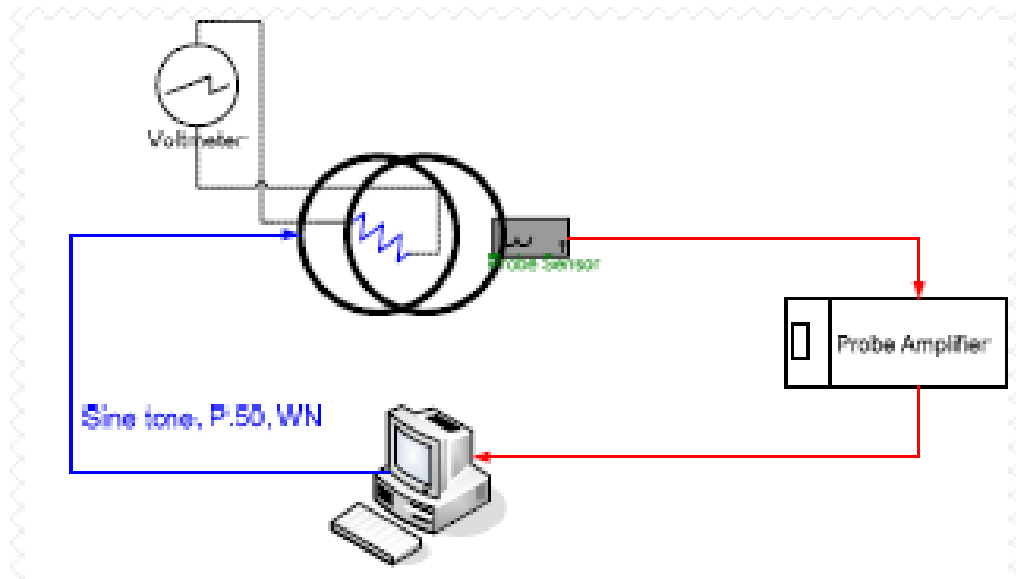 Voltmeter
Probe Sensor
Probe Amplifier
Sine tone, P.50, WN